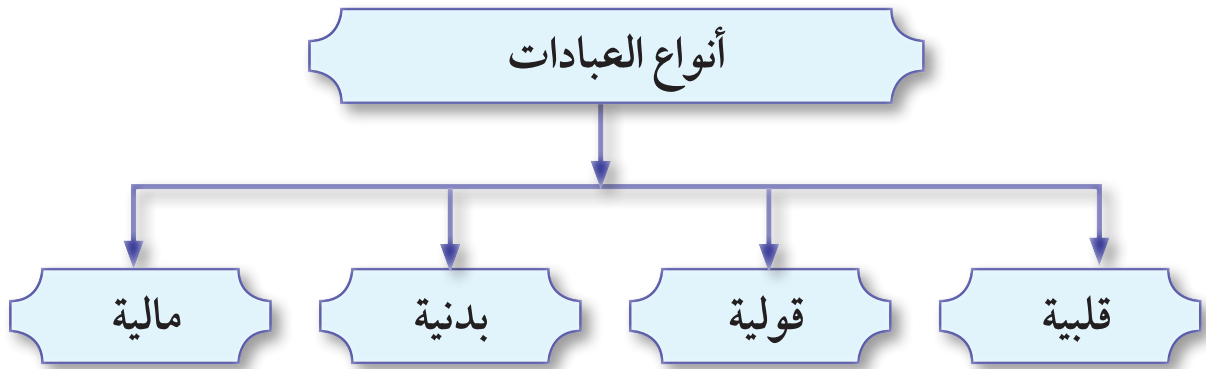 أنواع العبادات
قلبية
قولية
بدنية
مالية